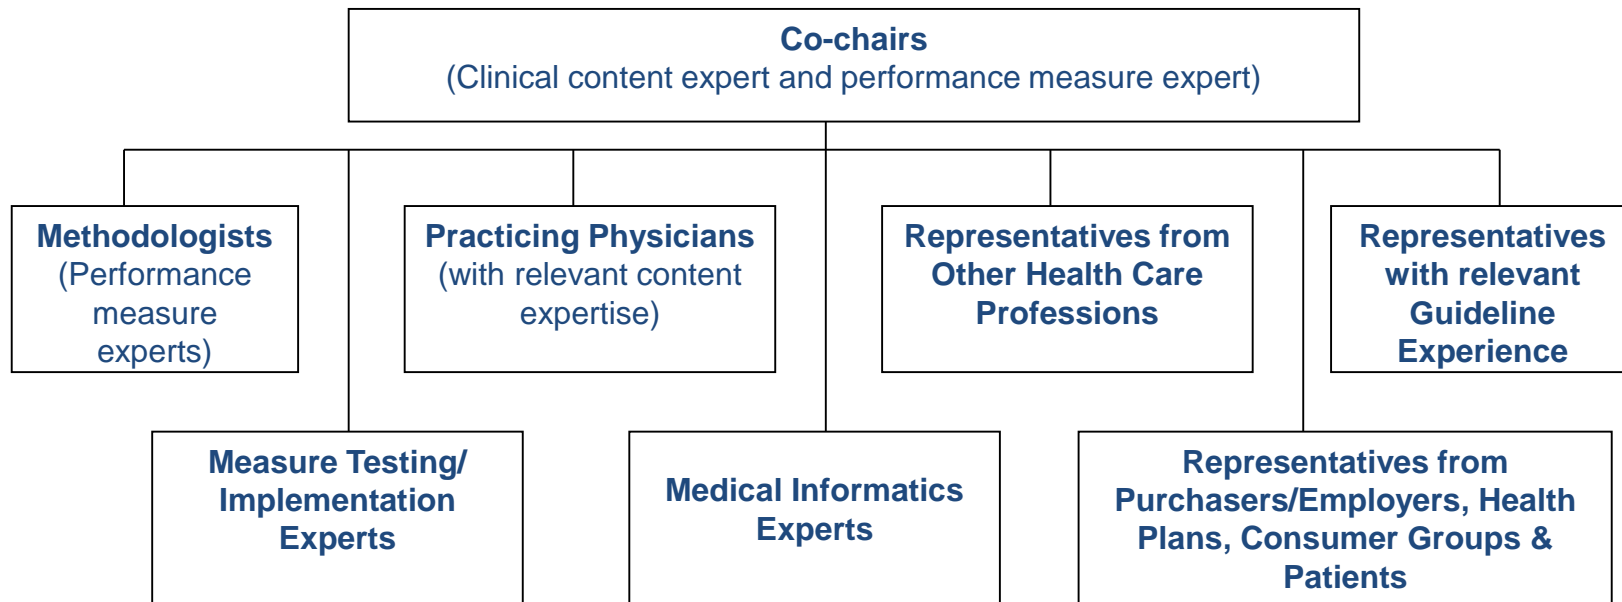 Co-chairs
(Clinical content expert and performance measure expert)
Methodologists
(Performance
measure
experts)
Practicing Physicians
(with relevant content
expertise)
Representatives from
Other Health Care
Professions
Representatives
with relevant
Guideline
Experience
Measure Testing/
Implementation
Experts
Medical Informatics
Experts
Representatives from
Purchasers/Employers, Health
Plans, Consumer Groups &
Patients